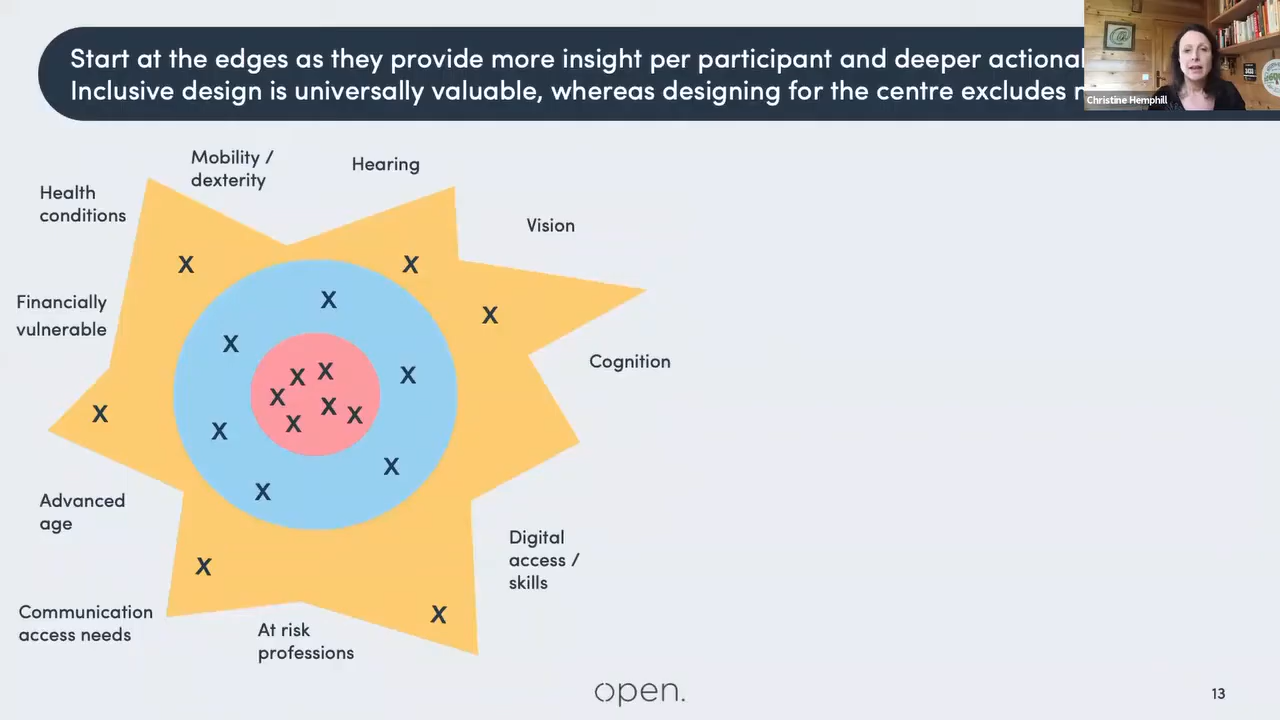 Start at the edges as they provide more insight per participant and deeper
Inclusive design is universally valuable, whereas designing for the centre excludes
Christine Hemphill
Mobility /
dexterity
Hearing
Health
conditions
Vision
X
X
Financially
vulnerable
X
X
X
Cognition
X
X
X
X
X
X
X
X
X
X
X
X
Advanced
age
Digital
access /
skills
X
Communication
access needs
X
At risk
professions
open.
13